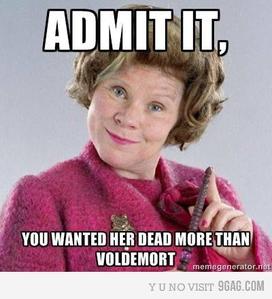 ADMIT IT,
YOU WANTED HER DEAD MORE THAN
VOLDEMORT
memegenerator.net
Y U NO VISIT 9GAG.COM